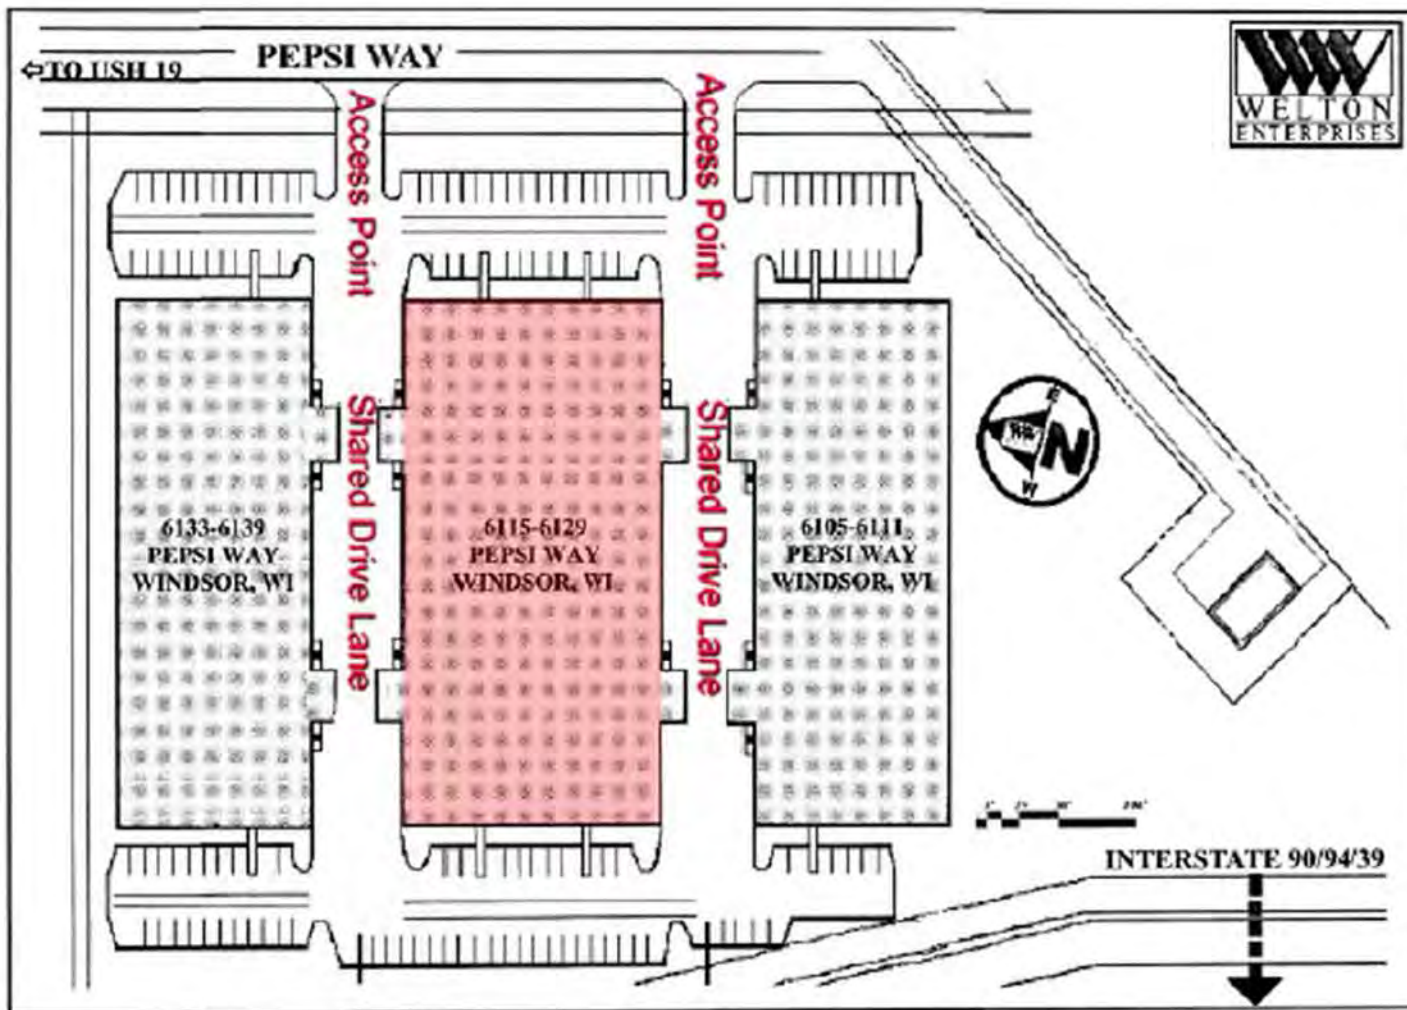 PEPSI WAY
⇦TO USH 19
WELTON
ENTERPRISES
Access Point
Access Point
E
N
W
Shared Drive Lane
Shared Drive Lane
6133-6139
PEPSI WAY
WINDSOR, WI
6115-6129
PEPSI WAY
WINDSOR, WI
6105-6111
PEPSI WAY
WINDSOR, WI
INTERSTATE 90/94/39